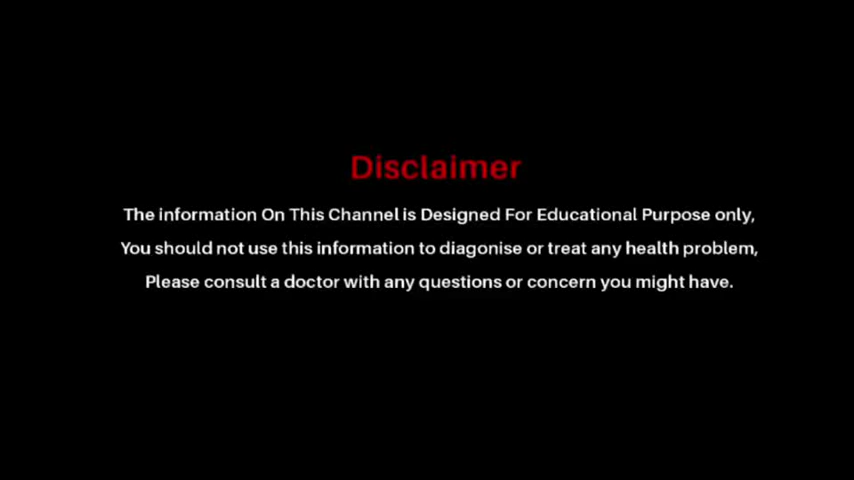 Disclaimer
The information On This Channel is Designed For Educational Purpose only,
You should not use this information to diagonise or treat any health problem,
Please consult a doctor with any questions or concern you might have.